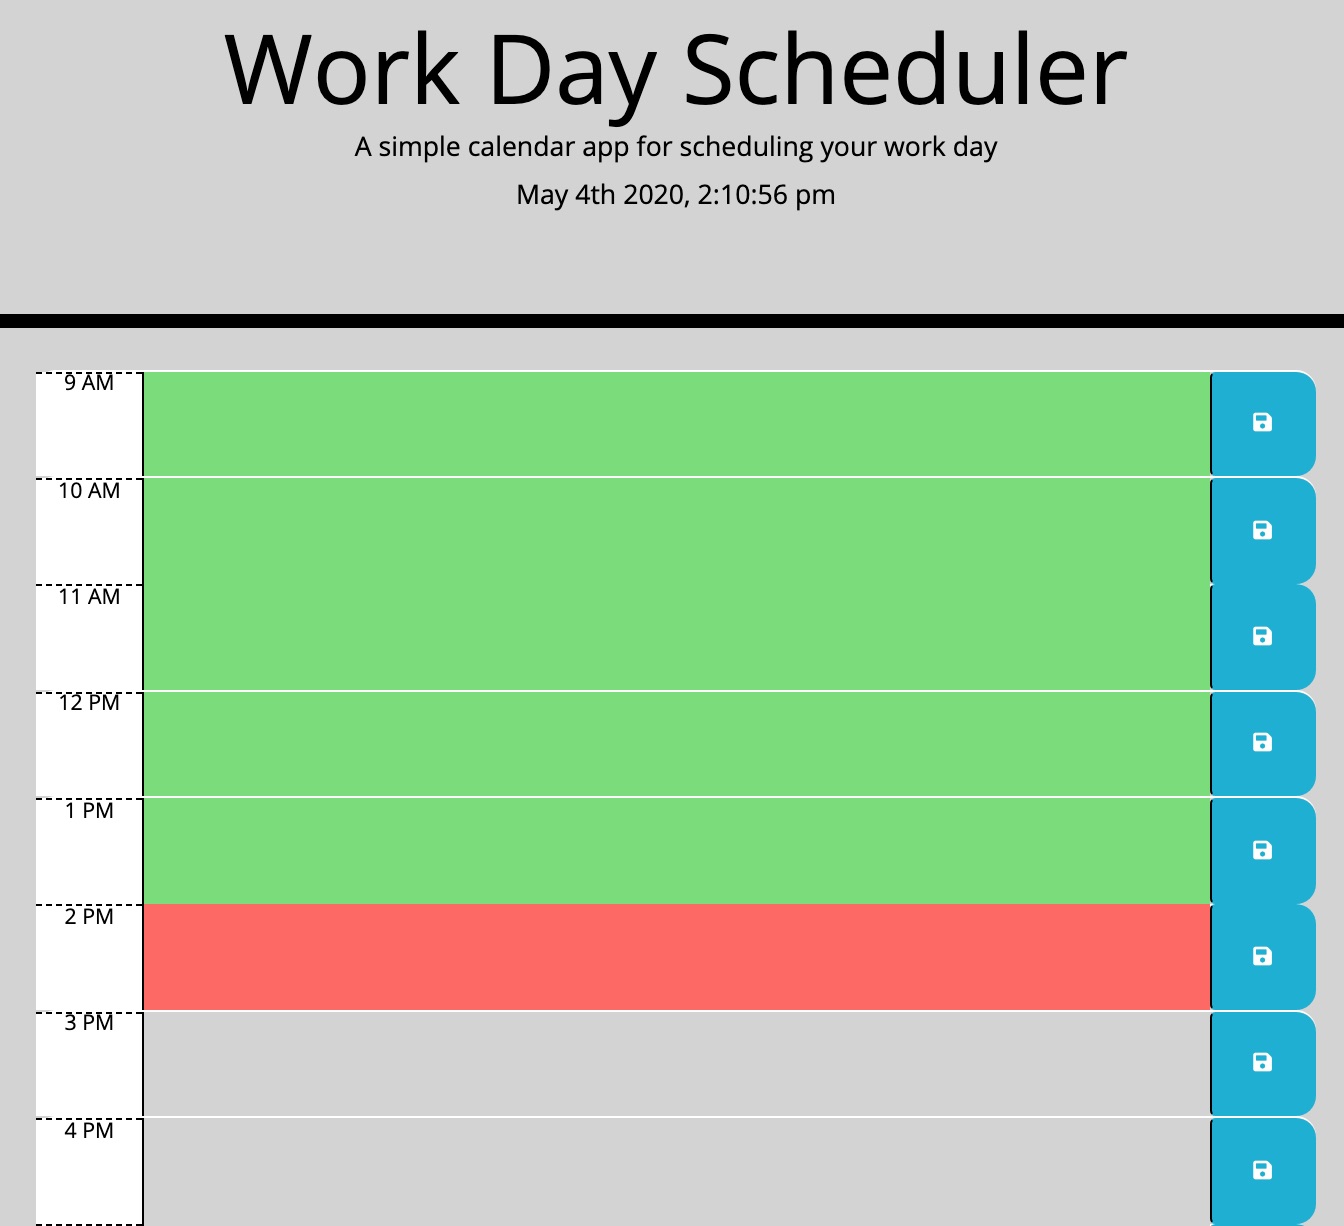 Work Day Scheduler
A simple calendar app for scheduling your work day
May 4th 2020, 2:10:56 pm
9 AM
10 AM
11 AM
12 PM
1 PM
2 PM
3 PM
4 PM